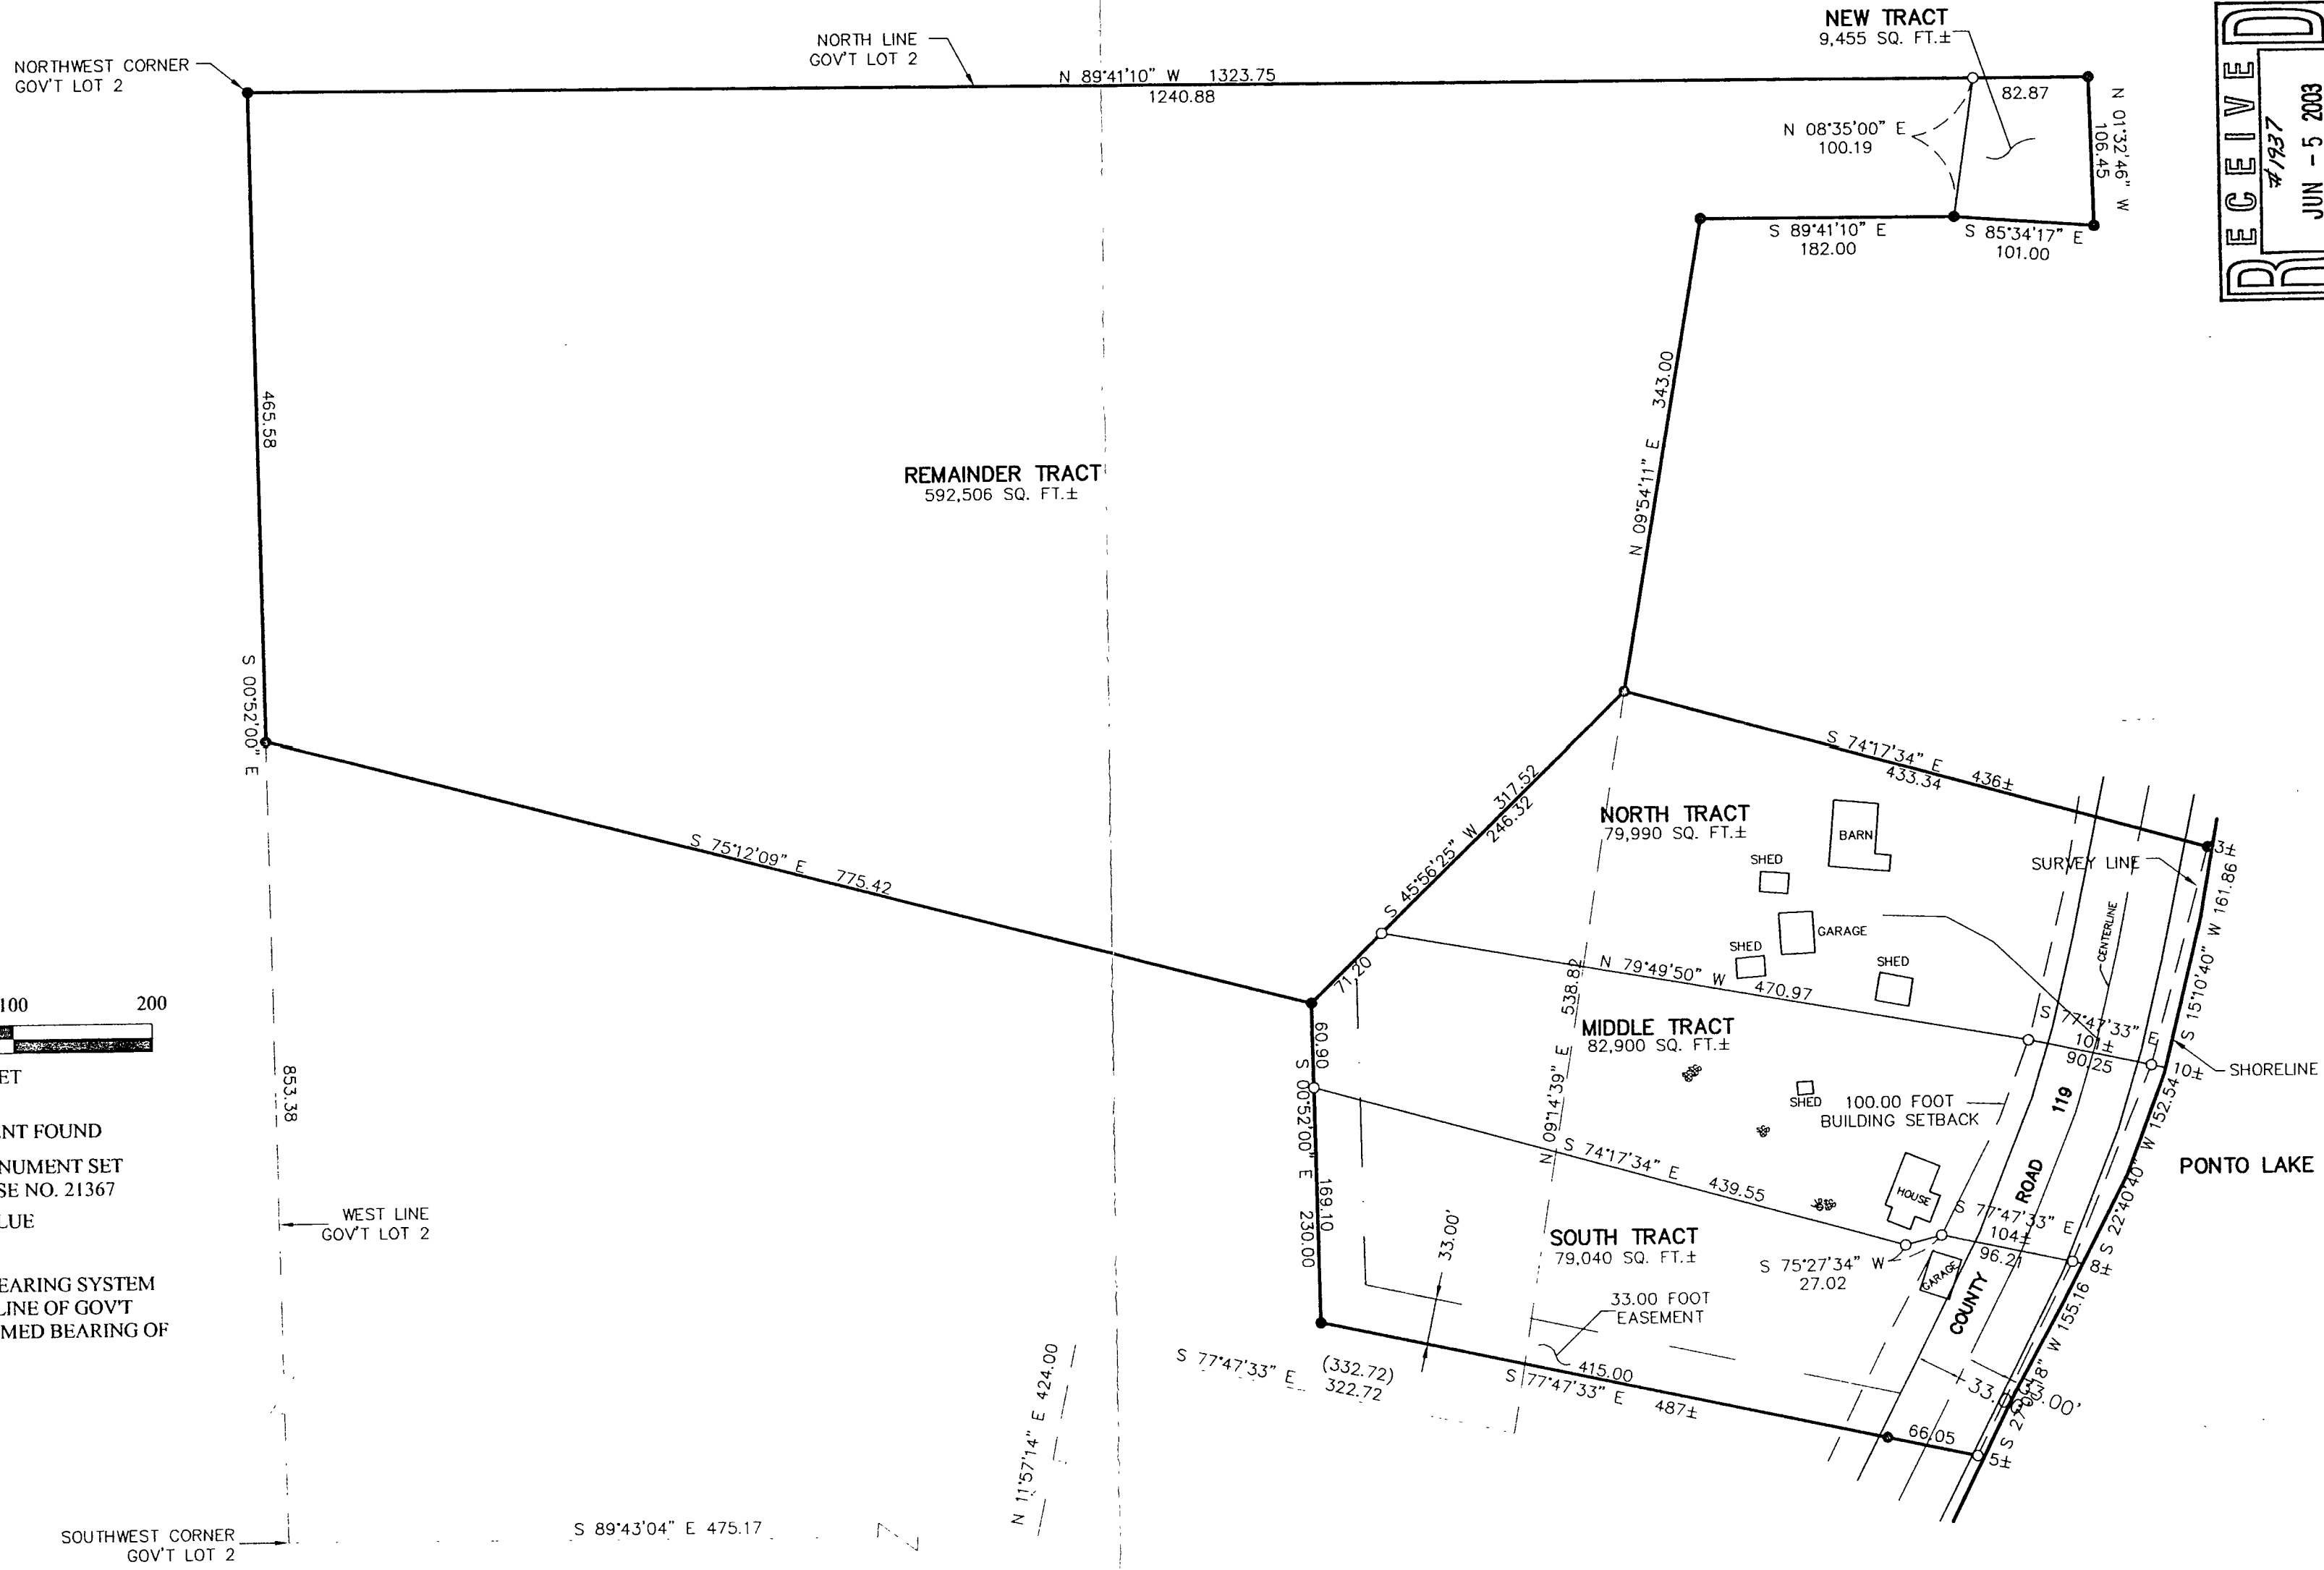 NEW TRACT
9,455 SQ. FT.±
NORTH LINE
GOV'T LOT 2
NORTHWEST CORNER
GOV'T LOT 2
N 89°41'10" W 1323.75
1240.88
82.87
N 01°32'46" W
106.45
N 08°35'00" E
100.19
S 89°41'10" E
182.00
S 85°34'17" E
101.00
RECEIVED
#1937
JUN - 5 2003
465.58
S 00°52'00" E
N 09°54'11" E 343.00
REMAINDER TRACT
592,506 SQ. FT.±
S 75°12'09" E 775.42
S 45°56'25" W 317.52
246.32
71.20
S 74°17'34" E 436±
433.34
3±
NORTH TRACT
79,990 SQ. FT.±
BARN
SHED
SURVEY LINE
GARAGE
SHED
SHED
CENTERLINE
S 15°10'40" W 161.86
N 79°49'50" W 470.97
538.82
N 09°14'39" E
MIDDLE TRACT
82,900 SQ. FT.±
S 77°47'33" E
101±
90.25
10±
SHORELINE
60.90
S 00°52'00" E
169.10
230.00
SHED
100.00 FOOT
BUILDING SETBACK
COUNTY ROAD 119
S 22°40'40" W 152.54
PONTO LAKE
S 74°17'34" E 439.55
HOUSE
S 77°47'33" E
104±
96.21
8±
SOUTH TRACT
79,040 SQ. FT.±
S 75°27'34" W
27.02
GARAGE
33.00'
33.00 FOOT
EASEMENT
33.00'
S 27°03'18" W 155.16
S 77°47'33" E (332.72)
322.72
415.00
S 77°47'33" E 487±
66.05
5±
100 200
ET
NT FOUND
NUMENT SET
SE NO. 21367
LUE
EARING SYSTEM
LINE OF GOV'T
MED BEARING OF
853.38
WEST LINE
GOV'T LOT 2
N 11°57'14" E 424.00
S 89°43'04" E 475.17
SOUTHWEST CORNER
GOV'T LOT 2